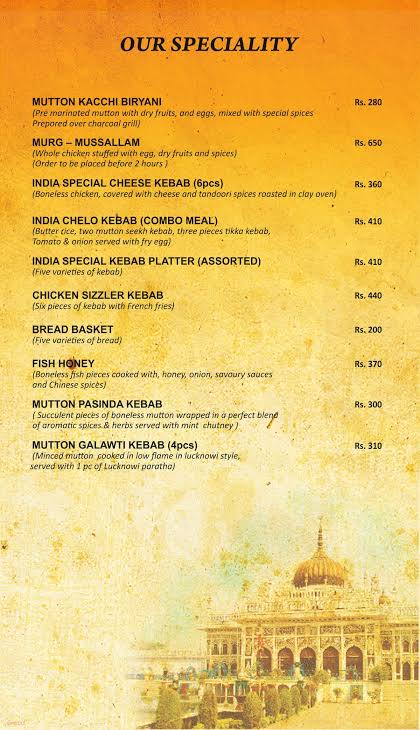 OUR SPECIALITY
MUTTON KACCHI BIRYANI Rs. 280
(Pre marinated mutton with dry fruits, and eggs, mixed with special spices
Prepared over charcoal grill)
MURG – MUSSALLAM Rs. 650
(Whole chicken stuffed with egg, dry fruits and spices)
(Order to be placed before 2 hours )
INDIA SPECIAL CHEESE KEBAB (6pcs) Rs. 360
(Boneless chicken, covered with cheese and tandoori spices roasted in clay oven)
INDIA CHELO KEBAB (COMBO MEAL) Rs. 410
(Butter rice, two mutton seekh kebab, three pieces tikka kebab,
Tomato & onion served with fry egg)
INDIA SPECIAL KEBAB PLATTER (ASSORTED) Rs. 410
(Five varieties of kebab)
CHICKEN SIZZLER KEBAB Rs. 440
(Six pieces of kebab with French fries)
BREAD BASKET Rs. 200
(Five varieties of bread)
FISH HONEY Rs. 370
(Boneless fish pieces cooked with, honey, onion, savoury sauces
and Chinese spices)
MUTTON PASINDA KEBAB Rs. 300
( Succulent pieces of boneless mutton wrapped in a perfect blend
of aromatic spices.& herbs served with mint chutney )
MUTTON GALAWTI KEBAB (4pcs) Rs. 310
(Minced mutton cooked in low flame in lucknowi style,
served with 1 pc of Lucknowi paratha)